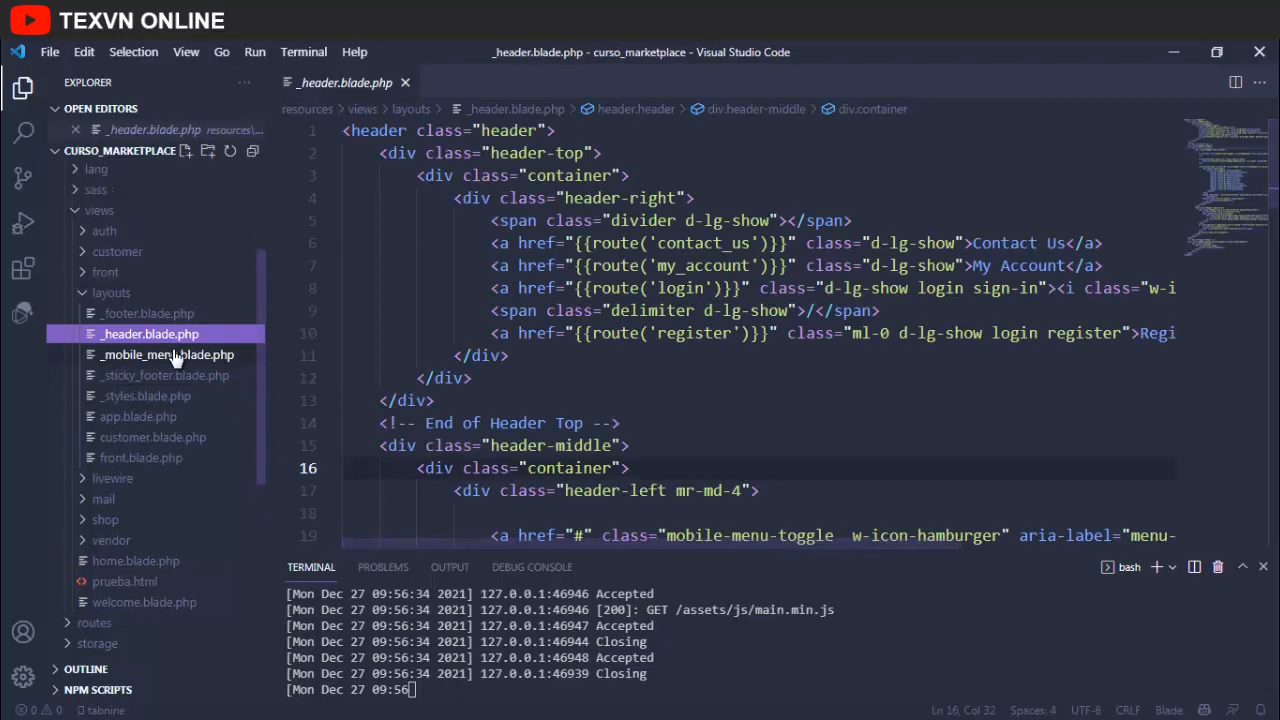 TEXVN ONLINE
File Edit Selection View Go Run Terminal Help
_header.blade.php - curso_marketplace - Visual Studio Code
EXPLORER
_header.blade.php
OPEN EDITORS
_header.blade.php resources\...
CURSO_MARKETPLACE
lang
sass
views
auth
customer
front
layouts
_footer.blade.php
_header.blade.php
_mobile_menu.blade.php
_sticky_footer.blade.php
_styles.blade.php
app.blade.php
customer.blade.php
front.blade.php
livewire
mail
shop
vendor
home.blade.php
prueba.html
welcome.blade.php
routes
storage
OUTLINE
NPM SCRIPTS
resources > views > layouts > _header.blade.php > header.header > div.header-middle > div.container
1 <header class="header">
2 <div class="header-top">
3 <div class="container">
4 <div class="header-right">
5 <span class="divider d-lg-show"></span>
6 <a href="{{route('contact_us')}}" class="d-lg-show">Contact Us</a>
7 <a href="{{route('my_account')}}" class="d-lg-show">My Account</a>
8 <a href="{{route('login')}}" class="d-lg-show login sign-in"><i class="w-i
9 <span class="delimiter d-lg-show">/</span>
10 <a href="{{route('register')}}" class="ml-0 d-lg-show login register">Regi
11 </div>
12 </div>
13 </div>
14 <!-- End of Header Top -->
15 <div class="header-middle">
16 <div class="container">
17 <div class="header-left mr-md-4">
18
19 <a href="#" class="mobile-menu-toggle  w-icon-hamburger" aria-label="menu-
TERMINAL PROBLEMS OUTPUT DEBUG CONSOLE
bash
[Mon Dec 27 09:56:34 2021] 127.0.0.1:46946 Accepted
[Mon Dec 27 09:56:34 2021] 127.0.0.1:46946 [200]: GET /assets/js/main.min.js
[Mon Dec 27 09:56:34 2021] 127.0.0.1:46947 Accepted
[Mon Dec 27 09:56:34 2021] 127.0.0.1:46944 Closing
[Mon Dec 27 09:56:34 2021] 127.0.0.1:46948 Accepted
[Mon Dec 27 09:56:34 2021] 127.0.0.1:46939 Closing
[Mon Dec 27 09:56
0 0 tabnine
Ln 16, Col 32 Spaces: 4 UTF-8 CRLF Blade